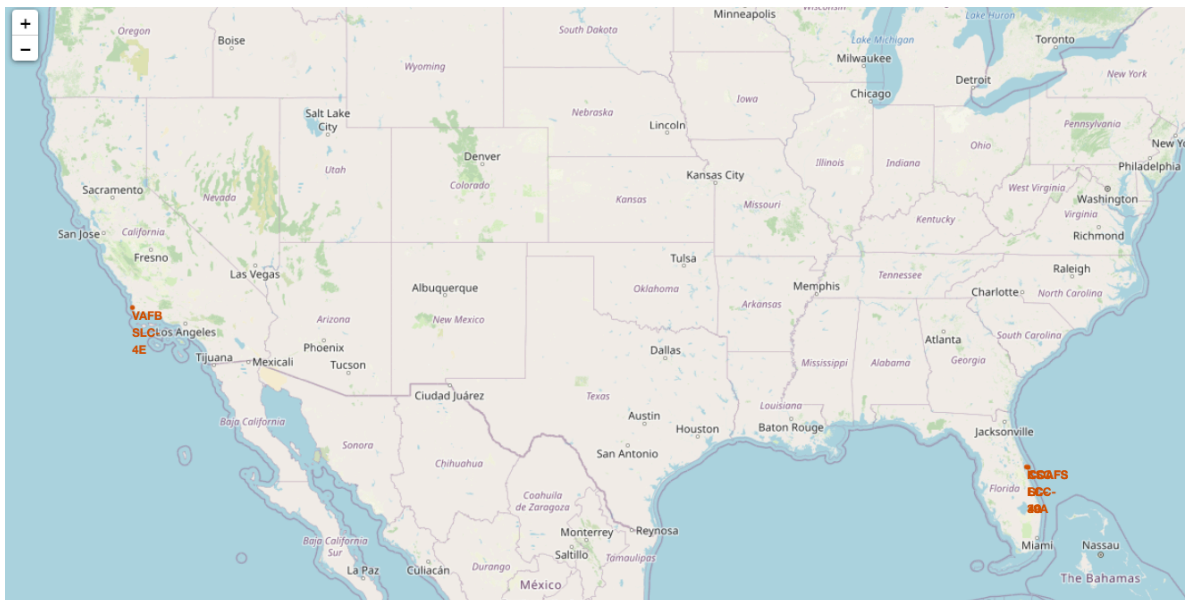 +
−
Oregon
Boise
Wyoming
South Dakota
Minneapolis
Wisconsin
Lake Huron
Toronto
Lake Michigan
Milwaukee
Detroit
New York
Chicago
Iowa
Salt Lake
City
Nebraska
Lincoln
Pennsylvania
Ohio
Illinois
Indiana
Philadelphia
Denver
Utah
Colorado
Kansas City
Sacramento
Nevada
Kansas
Missouri
West Virginia
Washington
Virginia
Kentucky
Richmond
San Jose
California
Fresno
Las Vegas
Tulsa
Raleigh
Tennessee
Albuquerque
Oklahoma
Memphis
Charlotte
North Carolina
Arkansas
VAFB
SLC-
4E
Los Angeles
Arizona
New Mexico
South Carolina
Atlanta
Phoenix
Dallas
Tijuana
Mexicali
Tucson
Mississippi
Alabama
Georgia
Ciudad Juárez
Texas
Louisiana
Austin
Houston
Baton Rouge
Jacksonville
Baja California
Sonora
San Antonio
Chihuahua
Florida
Coahuila
de Zaragoza
Monterrey
Reynosa
Saltillo
Tamaulipas
Baja California
Sur
Durango
La Paz
Culiacán
México
Miami
Nassau
The Bahamas